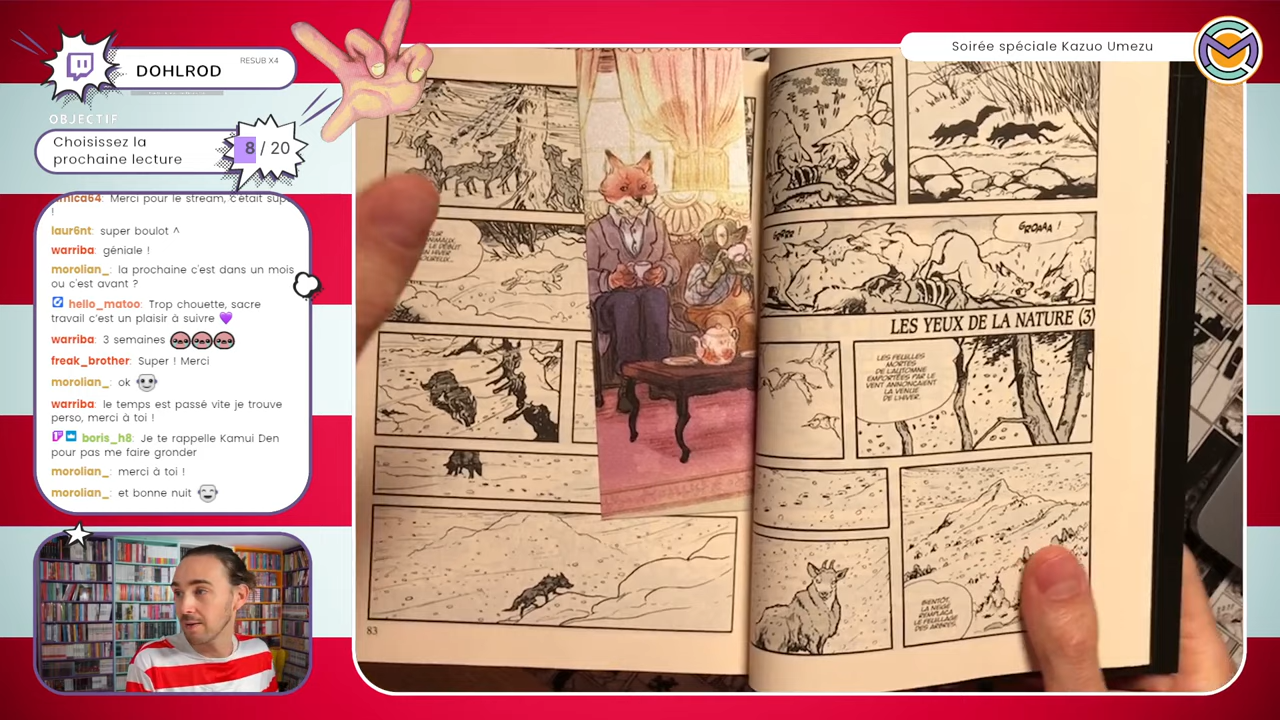 DOHLROD
RESUB X4
OBJECTIF
Choisissez la
prochaine lecture
8 / 20
Merci pour le stream, c'était
!
laur6nt: super boulot ^
warriba: géniale !
morolian_: la prochaine c'est dans un mois
ou c'est avant ?
hello_matoo: Trop chouette, sacre
travail c'est un plaisir à suivre 💜
warriba: 3 semaines
freak_brother: Super ! Merci
morolian_: ok
warriba: le temps est passé vite je trouve
perso, merci à toi !
boris_h8: Je te rappelle Kamui Den
pour pas me faire gronder
morolian_: merci à toi !
morolian_: et bonne nuit
Soirée spéciale Kazuo Umezu
83
GROAAA !
LES YEUX DE LA NATURE (3)
LES FEUILLES
MORTES
DE L'AUTOMNE
EMPORTÉES PAR LE
VENT ANNONÇAIENT
LA VENUE
DE L'HIVER.
BIENTÔT,
LA NEIGE
REMPLAÇA
LE FEUILLAGE
DES ARBRES.